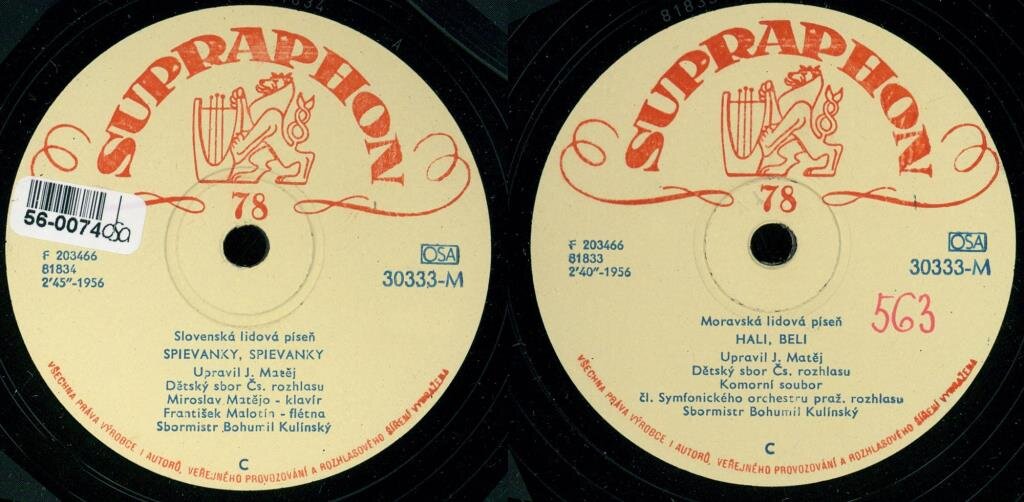 SUPRAPHON
78
56-0074 osa
F 203466
81834
2'45"-1956
OSA
30333-M
Slovenská lidová píseň
SPIEVANKY, SPIEVANKY
Upravil J. Matěj
Dětský sbor Čs. rozhlasu
Miroslav Matějo - klavír
František Malotín - flétna
Sbormistr Bohumil Kulínský
C
VŠECHNA PRÁVA VÝROBCE I AUTORŮ, VEŘEJNÉHO PROVOZOVÁNÍ A ROZHLASOVÉHO ŠÍŘENÍ VYHRAŽENA
81833
SUPRAPHON
78
F 203466
81833
2'40"-1956
OSA
30333-M
563
Moravská lidová píseň
HALI, BELI
Upravil J. Matěj
Dětský sbor Čs. rozhlasu
Komorní soubor
čl. Symfonického orchestru praž. rozhlasu
Sbormistr Bohumil Kulínský
C
VŠECHNA PRÁVA VÝROBCE I AUTORŮ, VEŘEJNÉHO PROVOZOVÁNÍ A ROZHLASOVÉHO ŠÍŘENÍ VYHRAŽENA